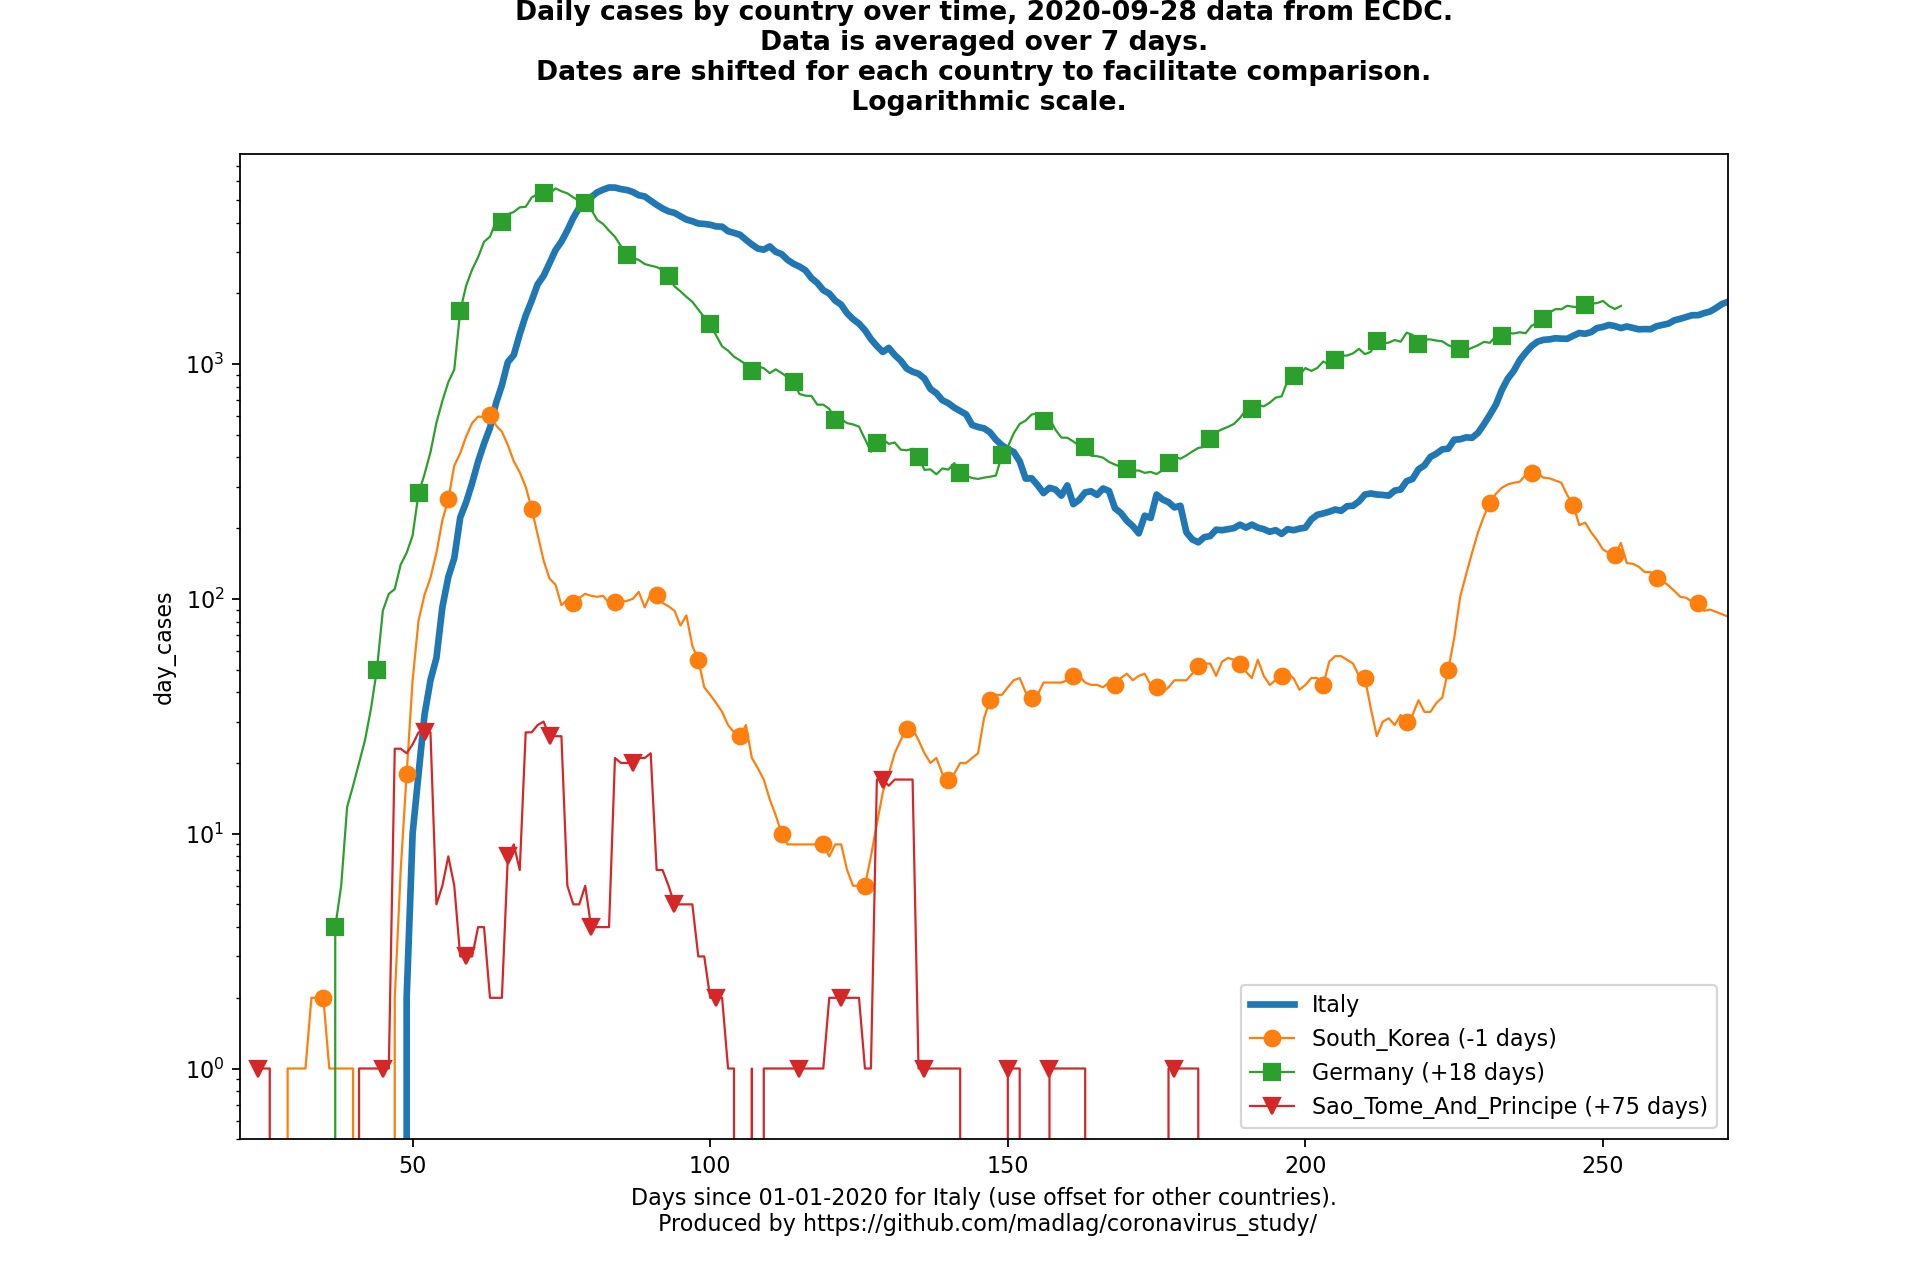 Daily cases by country over time, 2020-09-28 data from ECDC.
Data is averaged over 7 days.
Dates are shifted for each country to facilitate comparison.
Logarithmic scale.
day_cases
10³
10²
10¹
10⁰
50 100 150 200 250
Italy
South_Korea (-1 days)
Germany (+18 days)
Sao_Tome_And_Principe (+75 days)
Days since 01-01-2020 for Italy (use offset for other countries).
Produced by https://github.com/madlag/coronavirus_study/